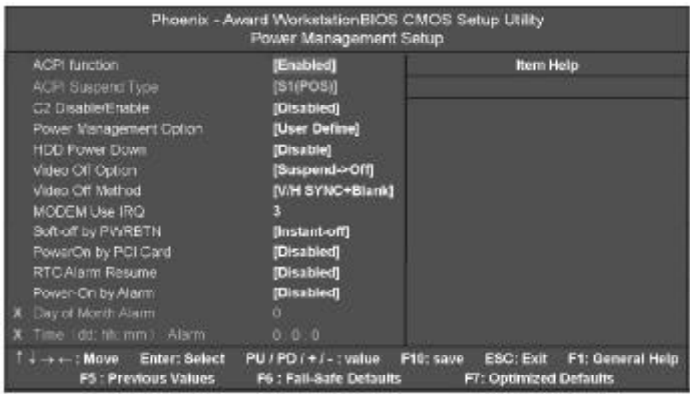 Phoenix - Award WorkstationBIOS CMOS Setup Utility
Power Management Setup
ACPI function [Enabled] Item Help
ACPI Suspend Type [S1(POS)]
C2 Disable/Enable [Disabled]
Power Management Option [User Define]
HDD Power Down [Disable]
Video Off Option [Suspend->Off]
Video Off Method [V/H SYNC+Blank]
MODEM Use IRQ 3
Soft-off by PWRBTN [Instant-off]
PowerOn by PCI Card [Disabled]
RTC Alarm Resume [Disabled]
Power-On by Alarm [Disabled]
X Day of Month Alarm 0
X Time (dd: hh: mm) Alarm 0 0 0
↑↓→←: Move Enter: Select PU / PD / + / - : value F10: save ESC: Exit F1: General Help
F5 : Previous Values F6 : Fail-Safe Defaults F7: Optimized Defaults